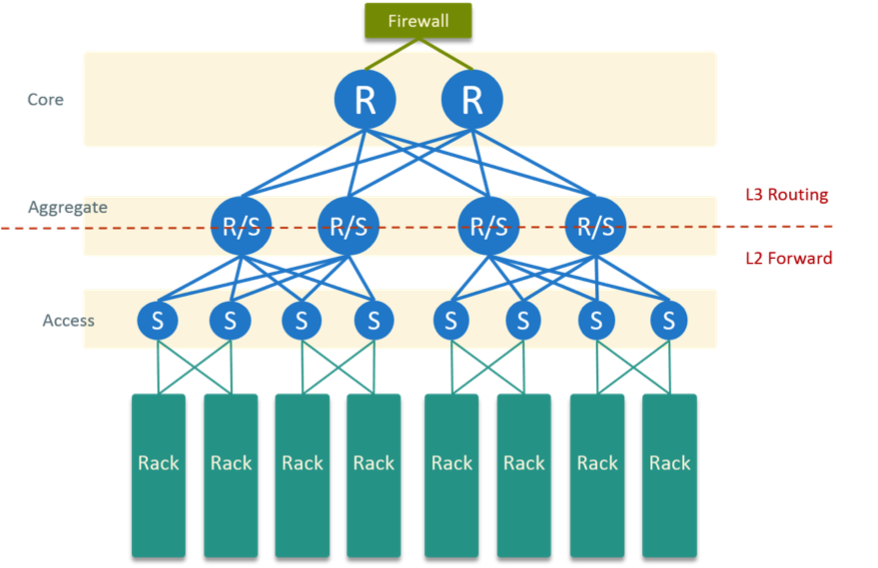 Firewall
Core
R R
L3 Routing
Aggregate
R/S R/S R/S R/S
L2 Forward
Access
S S S S S S S S
Rack Rack Rack Rack Rack Rack Rack Rack